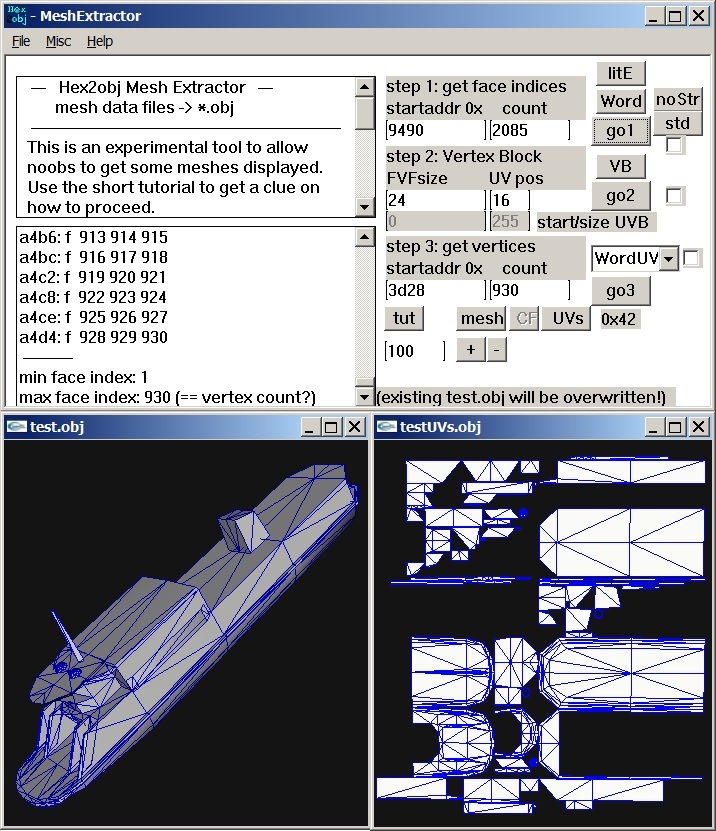 Hex obj - MeshExtractor
File Misc Help
— Hex2obj Mesh Extractor —
mesh data files -> *.obj
This is an experimental tool to allow
noobs to get some meshes displayed.
Use the short tutorial to get a clue on
how to proceed.
a4b6: f 913 914 915
a4bc: f 916 917 918
a4c2: f 919 920 921
a4c8: f 922 923 924
a4ce: f 925 926 927
a4d4: f 928 929 930
min face index: 1
max face index: 930 (== vertex count?)
step 1: get face indices
startaddr 0x count
9490 2085
litE
Word noStr
go1 std
step 2: Vertex Block
FVFsize UV pos
24 16
0 255 start/size UVB
VB
go2
step 3: get vertices
startaddr 0x count
3d28 930
WordUV
go3
tut mesh CF UVs 0x42
100 + -
(existing test.obj will be overwritten!)
test.obj
testUVs.obj